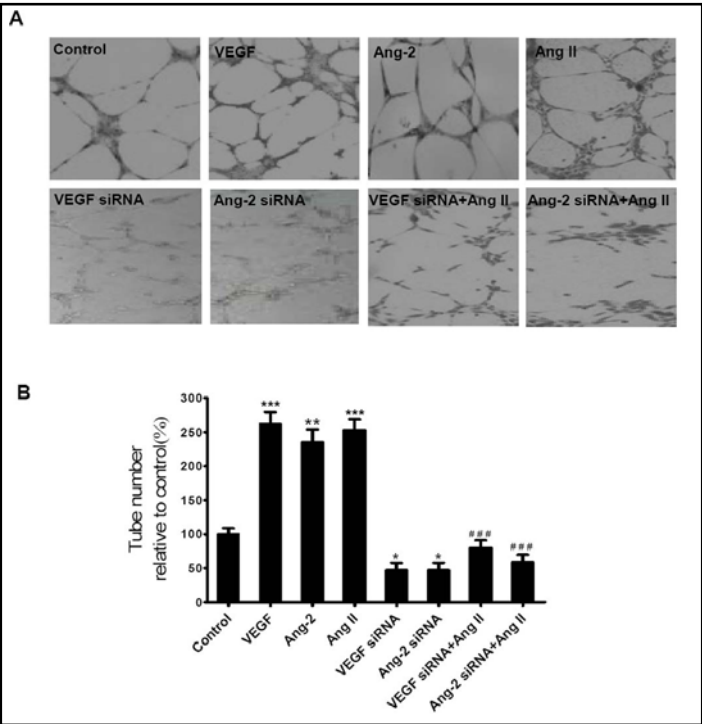 A
Control
VEGF
Ang-2
Ang II
VEGF siRNA
Ang-2 siRNA
VEGF siRNA+Ang II
Ang-2 siRNA+Ang II
B
Tube number
relative to control(%)
300
250
200
150
100
50
0
***
**
***
*
*
###
###
Control
VEGF
Ang-2
Ang II
VEGF siRNA
Ang-2 siRNA
VEGF siRNA+Ang II
Ang-2 siRNA+Ang II